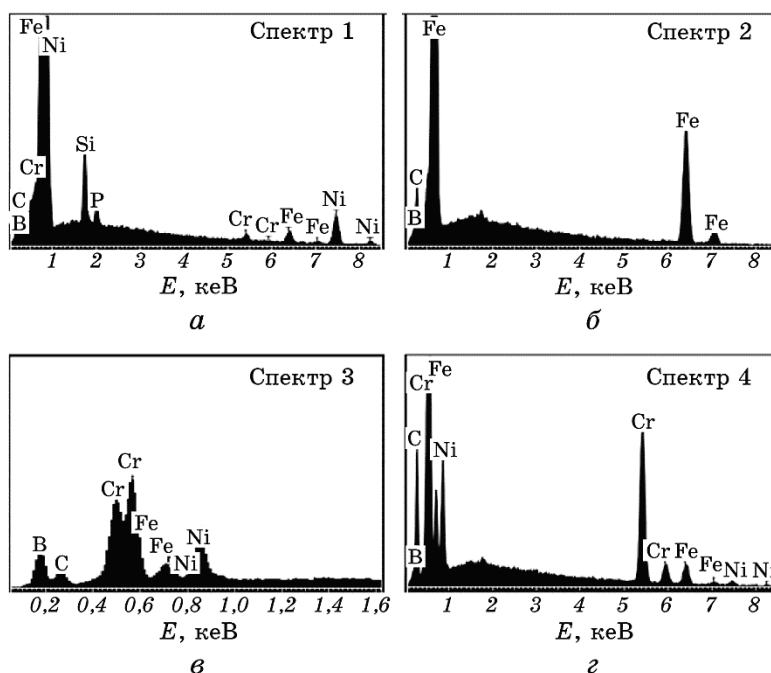 Спектр 1
Fe
Ni
Si
Cr
C
P
B
Cr
Cr
Fe
Fe
Ni
Ni
1 2 3 4 5 6 7 8
E, кеВ
а
Спектр 2
Fe
C
B
Fe
Fe
1 2 3 4 5 6 7 8
E, кеВ
б
Спектр 3
Cr
Cr
Fe
B
C
Fe
Ni
Ni
0,2 0,4 0,6 0,8 1,0 1,2 1,4 1,6
E, кеВ
в
Спектр 4
Fe
Cr
C
Ni
B
Cr
Cr
Fe
Fe
Ni
Ni
1 2 3 4 5 6 7 8
E, кеВ
г